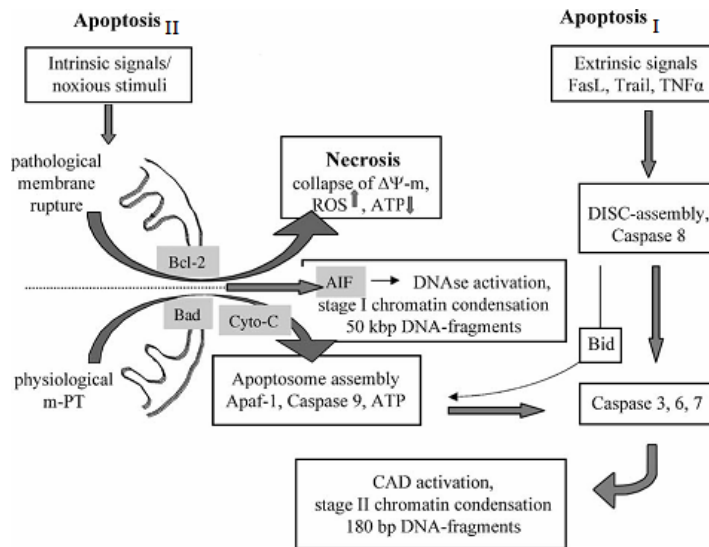 Apoptosis II
Intrinsic signals/
noxious stimuli
pathological
membrane
rupture
Bcl-2
Necrosis
collapse of ΔΨ-m,
ROS⬆, ATP⬇
AIF → DNAse activation,
stage I chromatin condensation
50 kbp DNA-fragments
Bad
Cyto-C
physiological
m-PT
Apoptosome assembly
Apaf-1, Caspase 9, ATP
Apoptosis I
Extrinsic signals
FasL, Trail, TNFα
DISC-assembly,
Caspase 8
Bid
Caspase 3, 6, 7
CAD activation,
stage II chromatin condensation
180 bp DNA-fragments